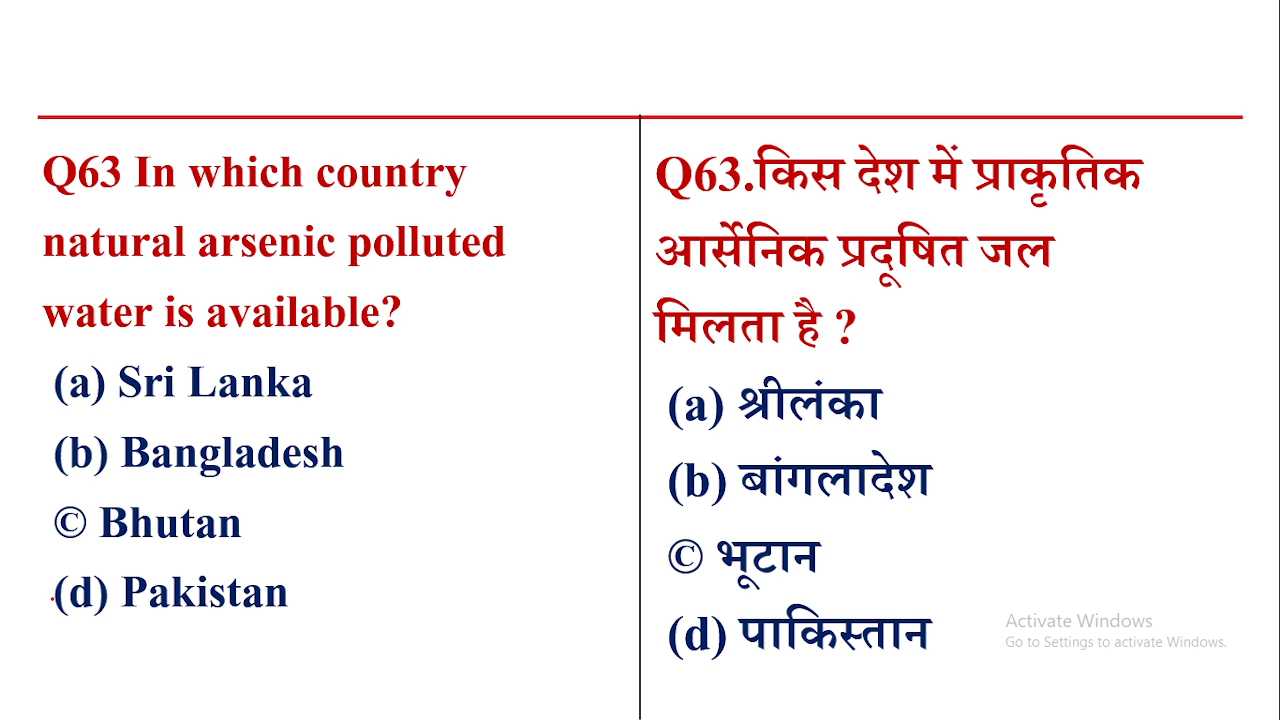 Q63 In which country
natural arsenic polluted
water is available?
(a) Sri Lanka
(b) Bangladesh
© Bhutan
(d) Pakistan
Q63.किस देश में प्राकृतिक
आर्सेनिक प्रदूषित जल
मिलता है ?
(a) श्रीलंका
(b) बांगलादेश
© भूटान
(d) पाकिस्तान
Activate Windows
Go to Settings to activate Windows.